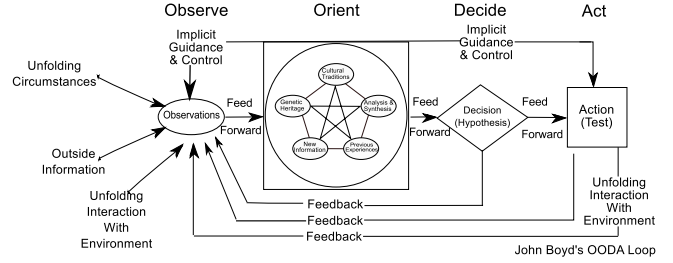 Observe
Orient
Decide
Act
Implicit
Guidance
& Control
Implicit
Guidance
& Control
Unfolding
Circumstances
Outside
Information
Unfolding
Interaction
With
Environment
Observations
Feed
Forward
Cultural
Traditions
Genetic
Heritage
Analysis &
Synthesis
New
Information
Previous
Experiences
Feed
Forward
Decision
(Hypothesis)
Feed
Forward
Action
(Test)
Unfolding
Interaction
With
Environment
Feedback
Feedback
Feedback
John Boyd's OODA Loop